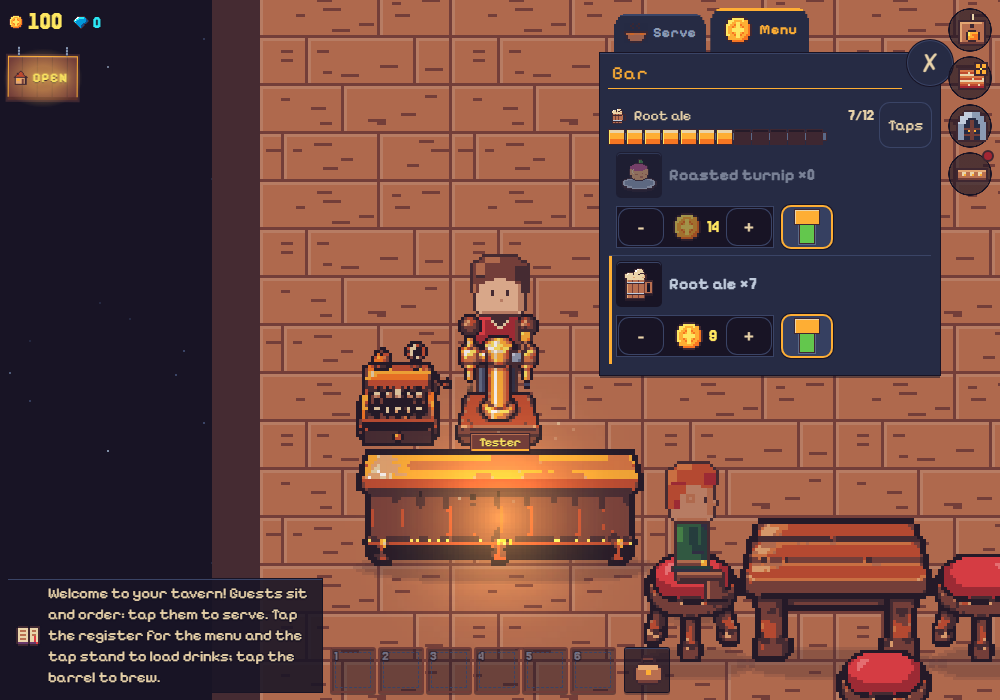 100 0
OPEN
Serve
Menu
X
Bar
Root ale 7/12
Taps
Roasted turnip ×0
- 14 +
Root ale ×7
- 9 +
Tester
Welcome to your tavern! Guests sit
and order: tap them to serve. Tap
the register for the menu and the
tap stand to load drinks; tap the
barrel to brew.
1 2 3 4 5 6